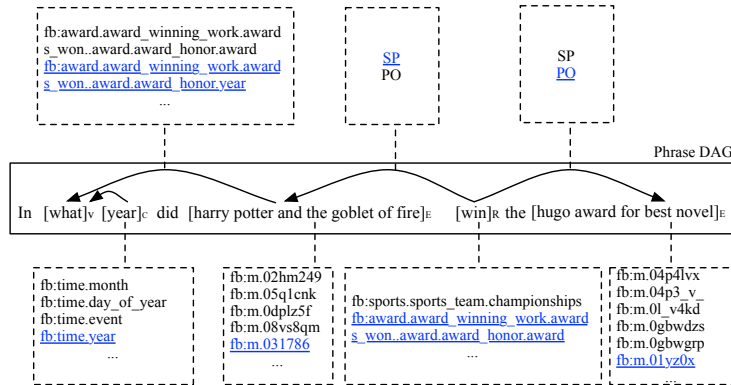 fb:award.award_winning_work.award
s_won..award.award_honor.award
fb:award.award_winning_work.award
s_won..award.award_honor.year
...
SP
PO
SP
PO
Phrase DAG
In [what]V [year]C did [harry potter and the goblet of fire]E [win]R the [hugo award for best novel]E
fb:time.month
fb:time.day_of_year
fb:time.event
fb:time.year
...
fb:m.02hm249
fb:m.05q1cnk
fb:m.0dplz5f
fb:m.08vs8qm
fb:m.031786
...
fb:sports.sports_team.championships
fb:award.award_winning_work.award
s_won..award.award_honor.award
...
fb:m.04p4lvx
fb:m.04p3_v_
fb:m.0l_v4kd
fb:m.0gbwdzs
fb:m.0gbwgrp
fb:m.01yz0x
...